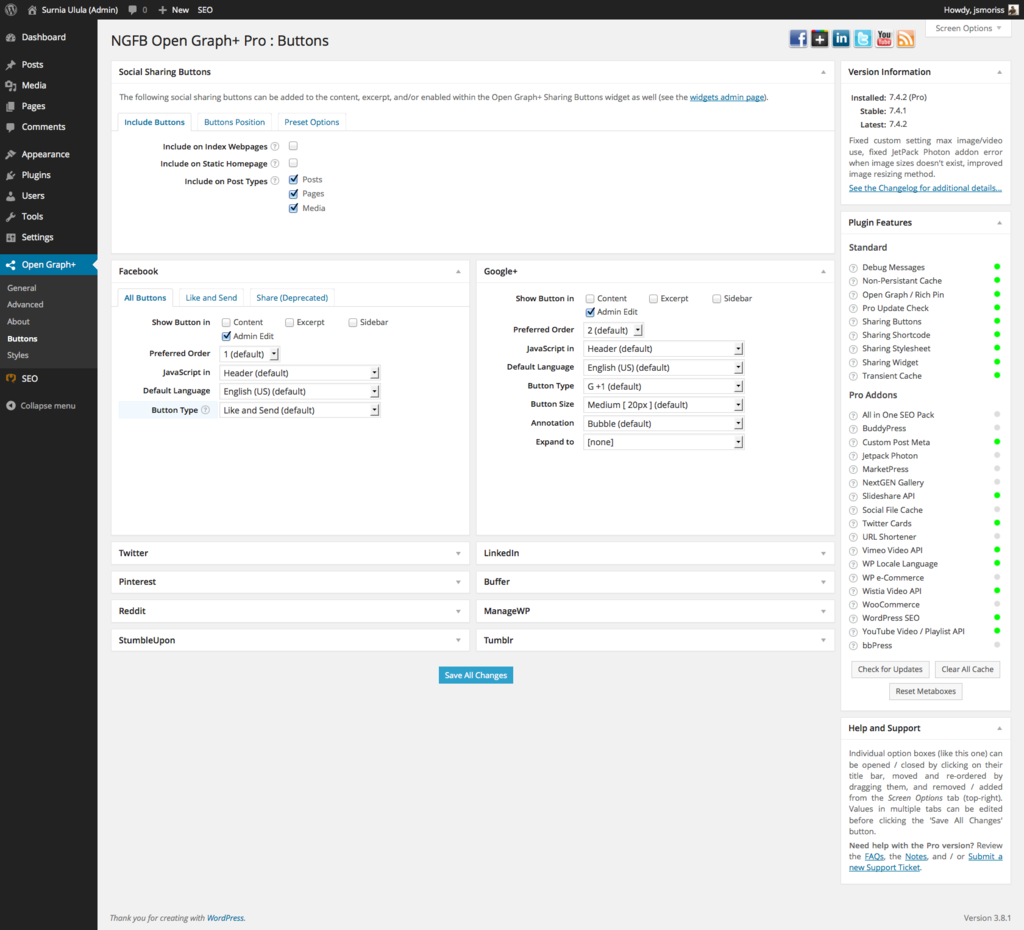 Surnia Ulula (Admin) 0 New SEO Howdy, jsmoriss
Dashboard
Posts
Media
Pages
Comments
Appearance
Plugins
Users
Tools
Settings
Open Graph+
General
Advanced
About
Buttons
Styles
SEO
Collapse menu
Screen Options
NGFB Open Graph+ Pro : Buttons
You Tube
Social Sharing Buttons
The following social sharing buttons can be added to the content, excerpt, and/or enabled within the Open Graph+ Sharing Buttons widget as well (see the widgets admin page).
Include Buttons Buttons Position Preset Options
Include on Index Webpages
Include on Static Homepage
Include on Post Types Posts
Pages
Media
Facebook
All Buttons Like and Send Share (Deprecated)
Show Button in Content Excerpt Sidebar
Admin Edit
Preferred Order 1 (default)
JavaScript in Header (default)
Default Language English (US) (default)
Button Type Like and Send (default)
Google+
Show Button in Content Excerpt Sidebar
Admin Edit
Preferred Order 2 (default)
JavaScript in Header (default)
Default Language English (US) (default)
Button Type G +1 (default)
Button Size Medium [ 20px ] (default)
Annotation Bubble (default)
Expand to [none]
Twitter
LinkedIn
Pinterest
Buffer
Reddit
ManageWP
StumbleUpon
Tumblr
Save All Changes
Version Information
Installed: 7.4.2 (Pro)
Stable: 7.4.1
Latest: 7.4.2
Fixed custom setting max image/video
use, fixed JetPack Photon addon error
when image sizes doesn't exist, improved
image resizing method.
See the Changelog for additional details...
Plugin Features
Standard
Debug Messages
Non-Persistant Cache
Open Graph / Rich Pin
Pro Update Check
Sharing Buttons
Sharing Shortcode
Sharing Stylesheet
Sharing Widget
Transient Cache
Pro Addons
All in One SEO Pack
BuddyPress
Custom Post Meta
Jetpack Photon
MarketPress
NextGEN Gallery
Slideshare API
Social File Cache
Twitter Cards
URL Shortener
Vimeo Video API
WP Locale Language
WP e-Commerce
Wistia Video API
WooCommerce
WordPress SEO
YouTube Video / Playlist API
bbPress
Check for Updates Clear All Cache
Reset Metaboxes
Help and Support
Individual option boxes (like this one) can
be opened / closed by clicking on their
title bar, moved and re-ordered by
dragging them, and removed / added
from the Screen Options tab (top-right).
Values in multiple tabs can be edited
before clicking the 'Save All Changes'
button.
Need help with the Pro version? Review
the FAQs, the Notes, and / or Submit a
new Support Ticket.
Thank you for creating with WordPress.
Version 3.8.1